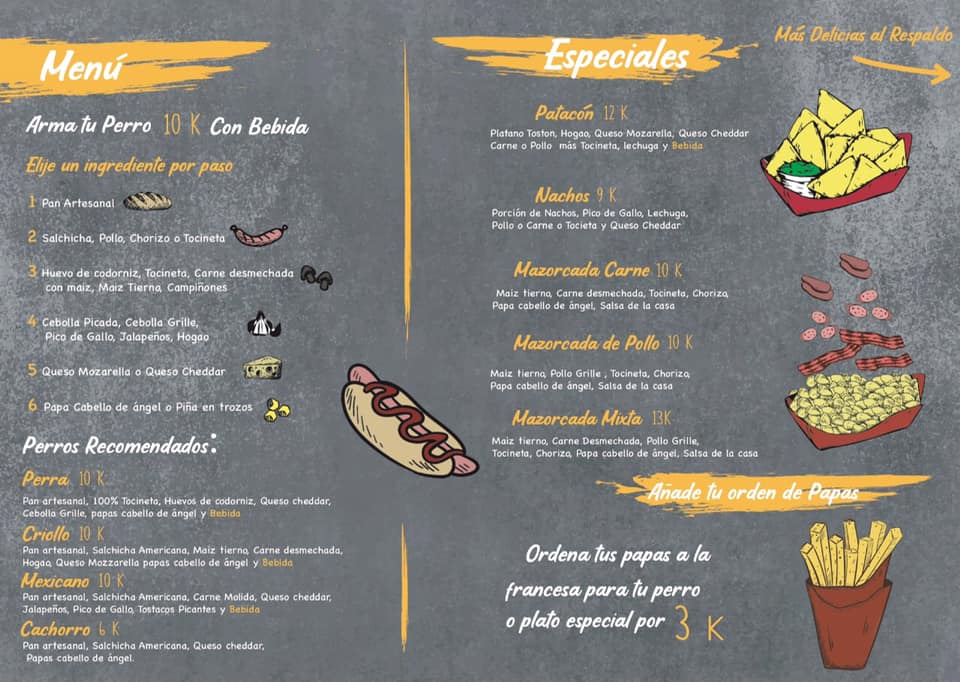 Menú
Arma tu Perro 10 K Con Bebida
Elije un ingrediente por paso
1 Pan Artesanal
2 Salchicha, Pollo, Chorizo o Tocineta
3 Huevo de codorniz, Tocineta, Carne desmechada
con maiz, Maiz Tierno, Campiñones
4 Cebolla Picada, Cebolla Grille,
Pico de Gallo, Jalapeños, Hogao
5 Queso Mozarella o Queso Cheddar
6 Papa Cabello de ángel o Piña en trozos
Perros Recomendados:
Perra 10 K
Pan artesanal, 100% Tocineta, Huevos de codorniz, Queso cheddar,
Cebolla Grille, papas cabello de ángel y Bebida
Criollo 10 K
Pan artesanal, Salchicha Americana, Maiz tierno, Carne desmechada,
Hogao, Queso Mozzarella papas cabello de ángel y Bebida
Mexicano 10 K
Pan artesanal, Salchicha Americana, Carne Molida, Queso cheddar,
Jalapeños, Pico de Gallo, Tostacos Picantes y Bebida
Cachorro 6 K
Pan artesanal, Salchicha Americana, Queso cheddar,
Papas cabello de ángel.
Más Delicias al Respaldo
Especiales
Patacón 12 K
Platano Toston, Hogao, Queso Mozarella, Queso Cheddar
Carne o Pollo más Tocineta, lechuga y Bebida
Nachos 9 K
Porción de Nachos, Pico de Gallo, Lechuga,
Pollo o Carne o Tocieta y Queso Cheddar
Mazorcada Carne 10 K
Maiz tierno, Carne desmechada, Tocineta, Chorizo,
Papa cabello de ángel, Salsa de la casa
Mazorcada de Pollo 10 K
Maiz tierno, Pollo Grille , Tocineta, Chorizo,
Papa cabello de ángel, Salsa de la casa
Mazorcada Mixta 13K
Maiz tierno, Carne Desmechada, Pollo Grille,
Tocineta, Chorizo, Papa cabello de ángel, Salsa de la casa
Añade tu orden de Papas
Ordena tus papas a la
francesa para tu perro
o plato especial por 3 K